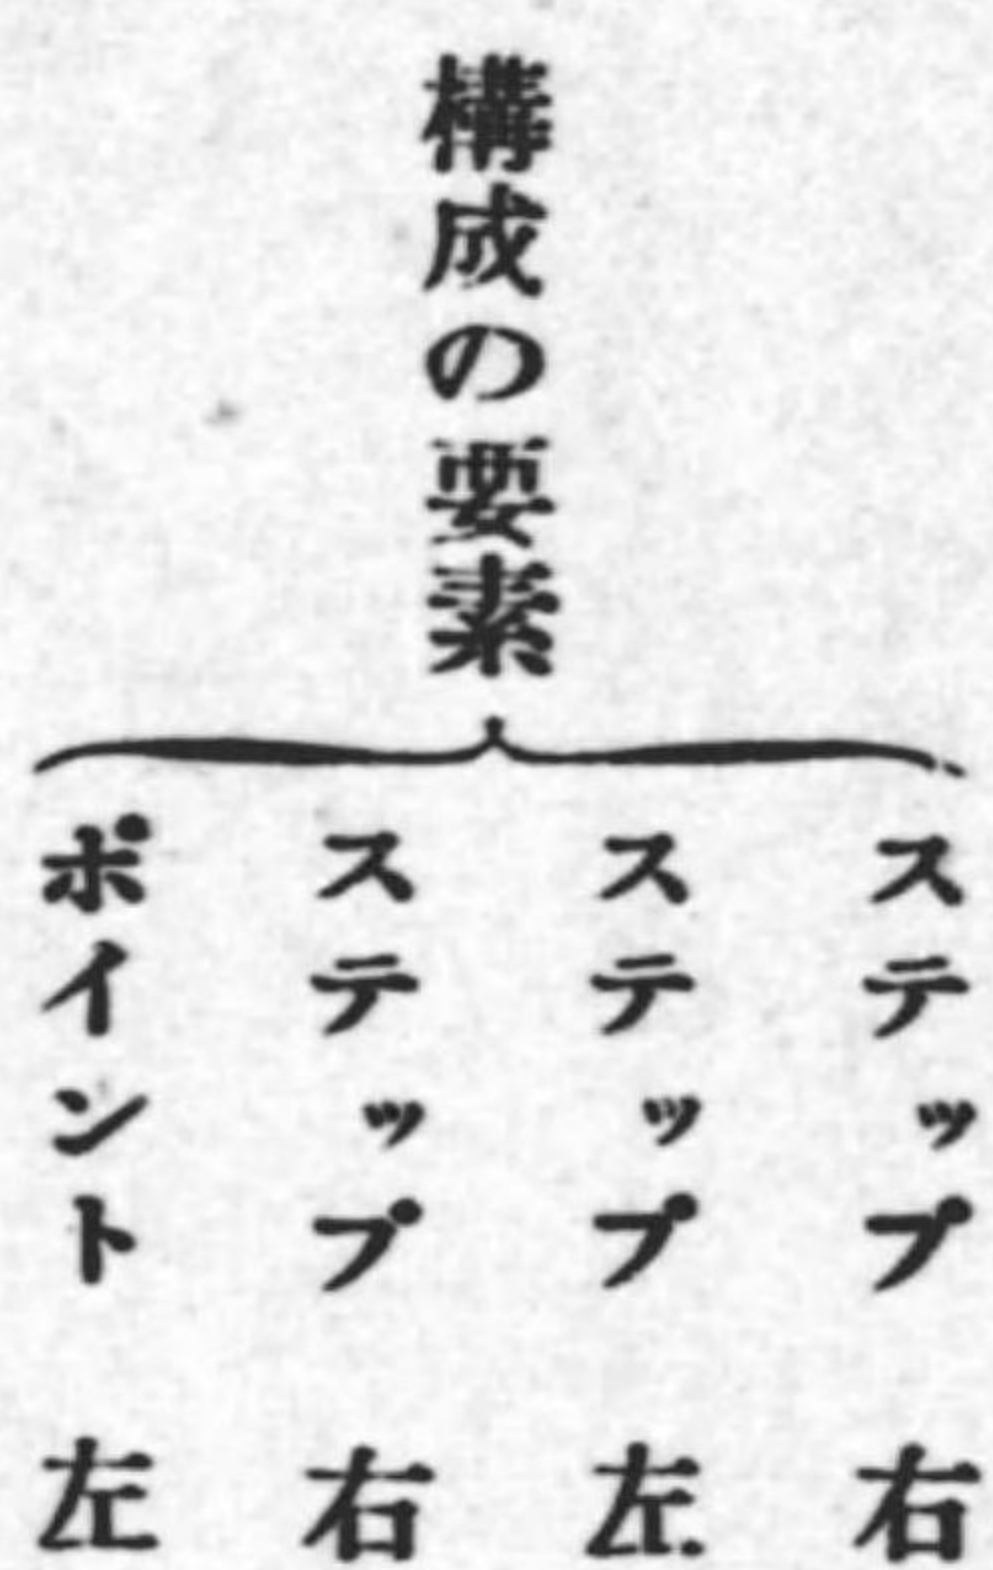 構成の要素
ステップ 右
ステップ 左
ステップ 右
ポイント 左